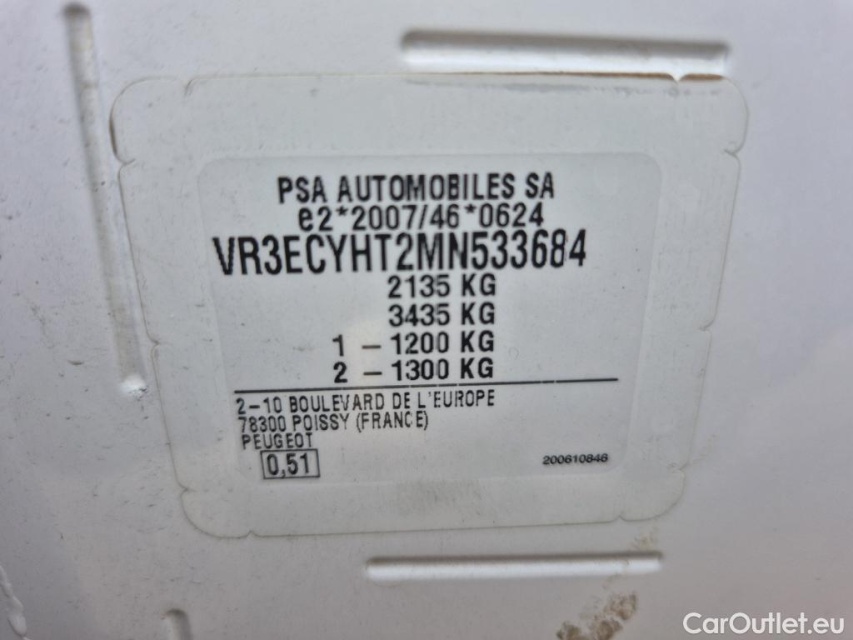 PSA AUTOMOBILES SA
e2*2007/46*0624
VR3ECYHT2MN533684
2135 KG
3435 KG
1 - 1200 KG
2 - 1300 KG
2-10 BOULEVARD DE L'EUROPE
78300 POISSY (FRANCE)
PEUGEOT
0,51
200610846
CarOutlet.eu